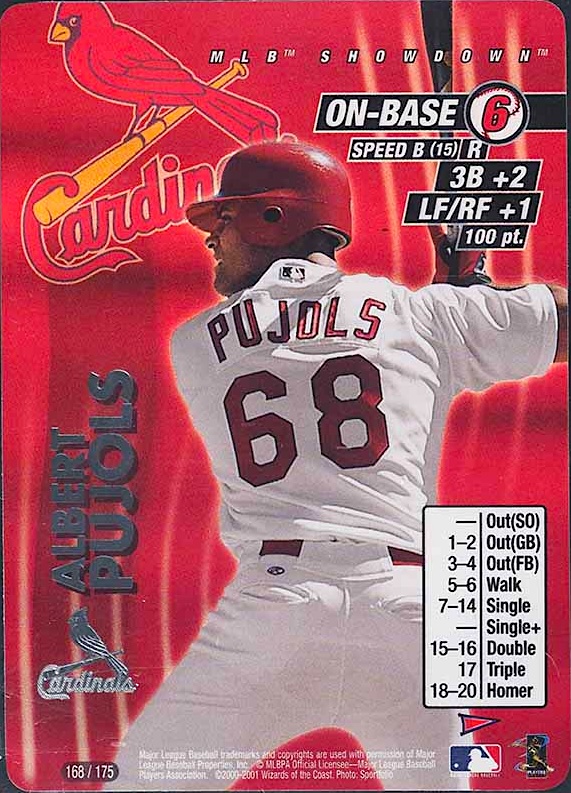 MLB™ SHOWDOWN™
Cardin
ON-BASE 6
SPEED B (15) R
3B +2
LF/RF +1
100 pt.
PUJOLS
68
ALBERT
PUJOLS
Cardinals
— Out(SO)
1–2 Out(GB)
3–4 Out(FB)
5–6 Walk
7–14 Single
— Single+
15–16 Double
17 Triple
18–20 Homer
168 / 175
Major League Baseball trademarks and copyrights are used with permission of Major
League Baseball Properties, Inc. © MLBPA Official Licensee—Major League Baseball
Players Association. ©2000–2001 Wizards of the Coast. Photo: Sportfolio